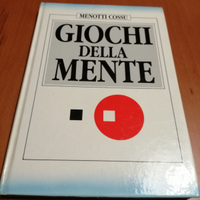 MENOTTI COSSU
GIOCHI
DELLA
MENTE